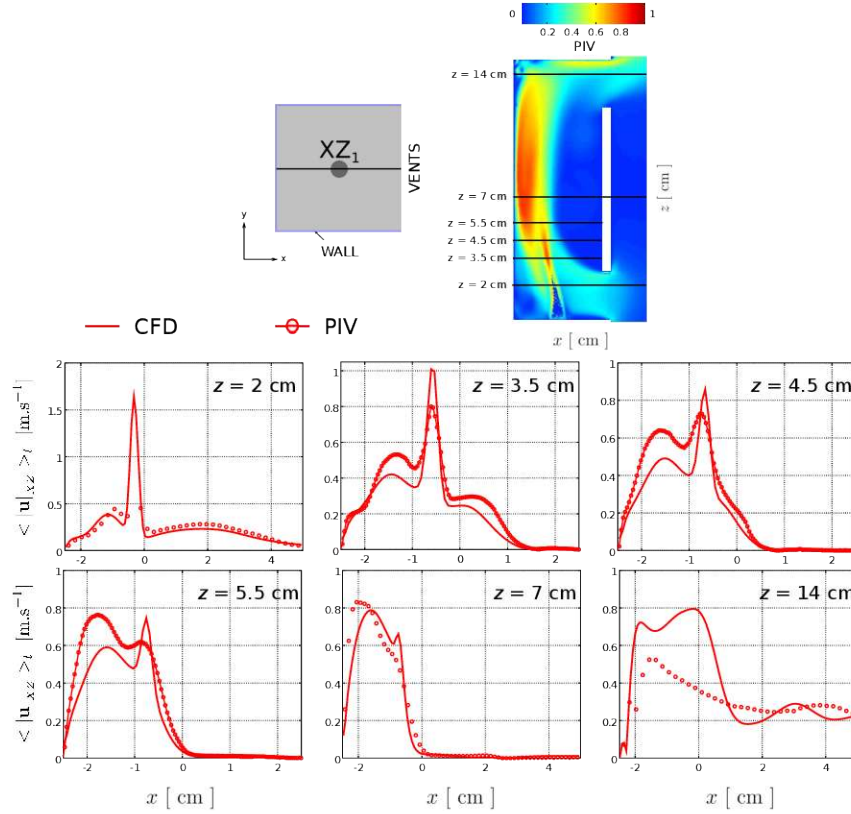 0 1
0.2 0.4 0.6 0.8
PIV
z = 14 cm
z = 7 cm
z = 5.5 cm
z = 4.5 cm
z = 3.5 cm
z = 2 cm
z [ cm ]
x [ cm ]
XZ1
VENTS
WALL
y
x
CFD
PIV
< |u|XZ >t [m.s−1]
2
1.5
1
0.5
0
z = 2 cm
-2 0 2 4
1
0.8
0.6
0.4
0.2
0
z = 3.5 cm
-2 -1 0 1 2
1
0.8
0.6
0.4
0.2
0
z = 4.5 cm
-2 -1 0 1 2
< |u|XZ >t [m.s−1]
0.8
0.6
0.4
0.2
0
z = 5.5 cm
-2 -1 0 1 2
x [ cm ]
1
0.8
0.6
0.4
0.2
0
z = 7 cm
-2 0 2 4
x [ cm ]
1
0.8
0.6
0.4
0.2
0
z = 14 cm
-2 0 2 4
x [ cm ]